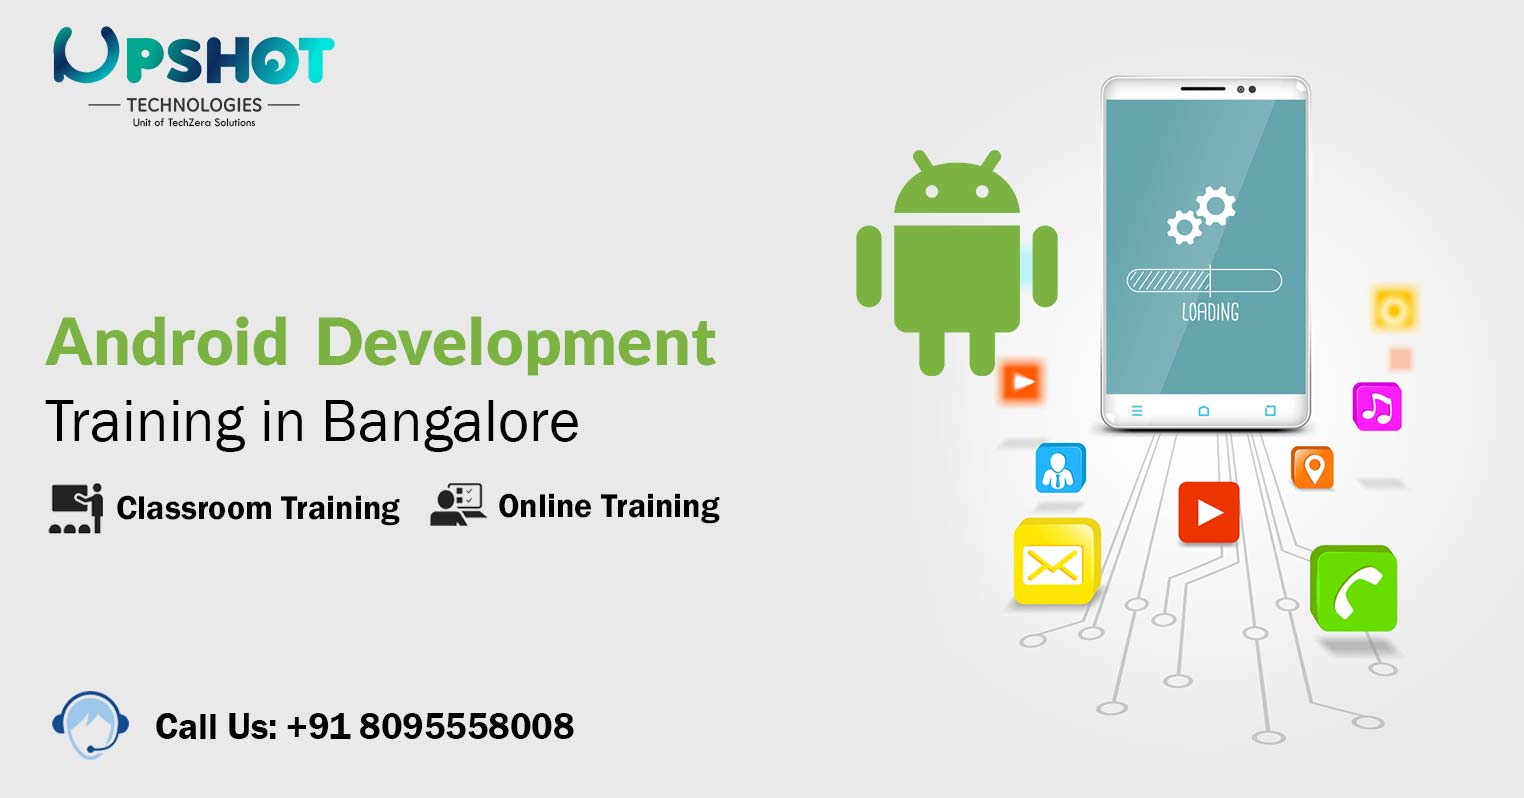 UPSHOT
TECHNOLOGIES
Unit of TechZera Solutions
LOADING
Android Development
Training in Bangalore
Classroom Training
Online Training
Call Us: +91 8095558008